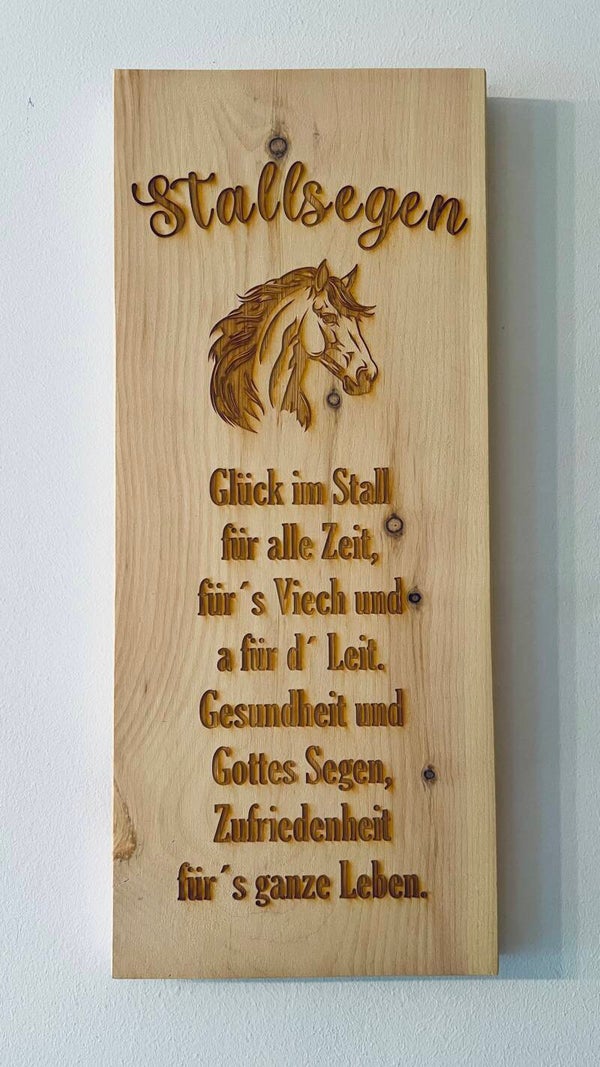 Stallsegen
Glück im Stall
für alle Zeit,
für´s Viech und
a für d´ Leit.
Gesundheit und
Gottes Segen,
Zufriedenheit
für´s ganze Leben.